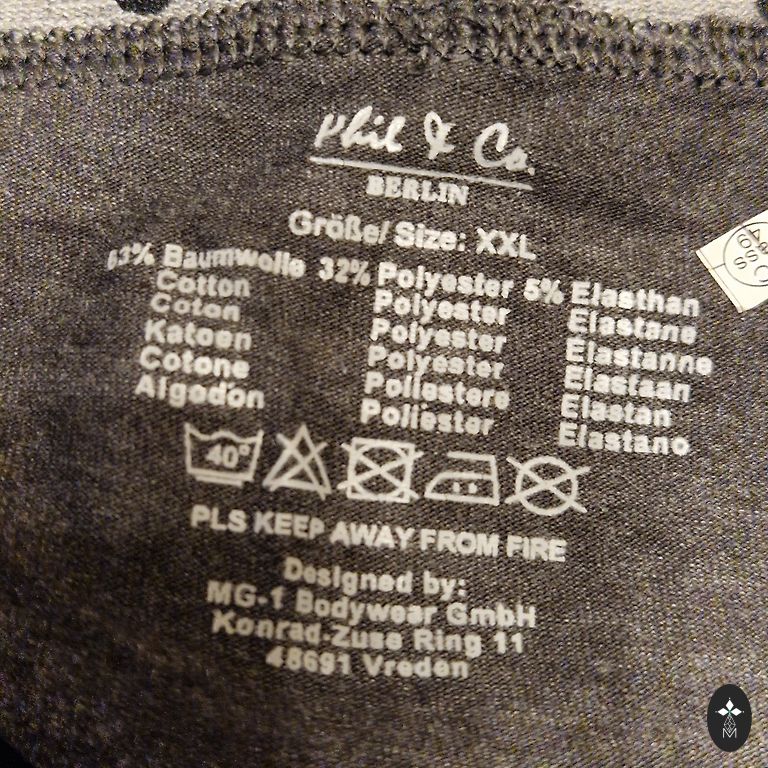 Phil & Co.
BERLIN
Größe/ Size: XXL
63% Baumwolle 32% Polyester 5% Elasthan
Cotton Polyester Elastane
Coton Polyester Elastanne
Katoen Polyester Elastaan
Cotone Poliestere Elastan
Algodon Poliester Elastano
40°
PLS KEEP AWAY FROM FIRE
Designed by:
MG-1 Bodywear GmbH
Konrad-Zuse Ring 11
48691 Vreden